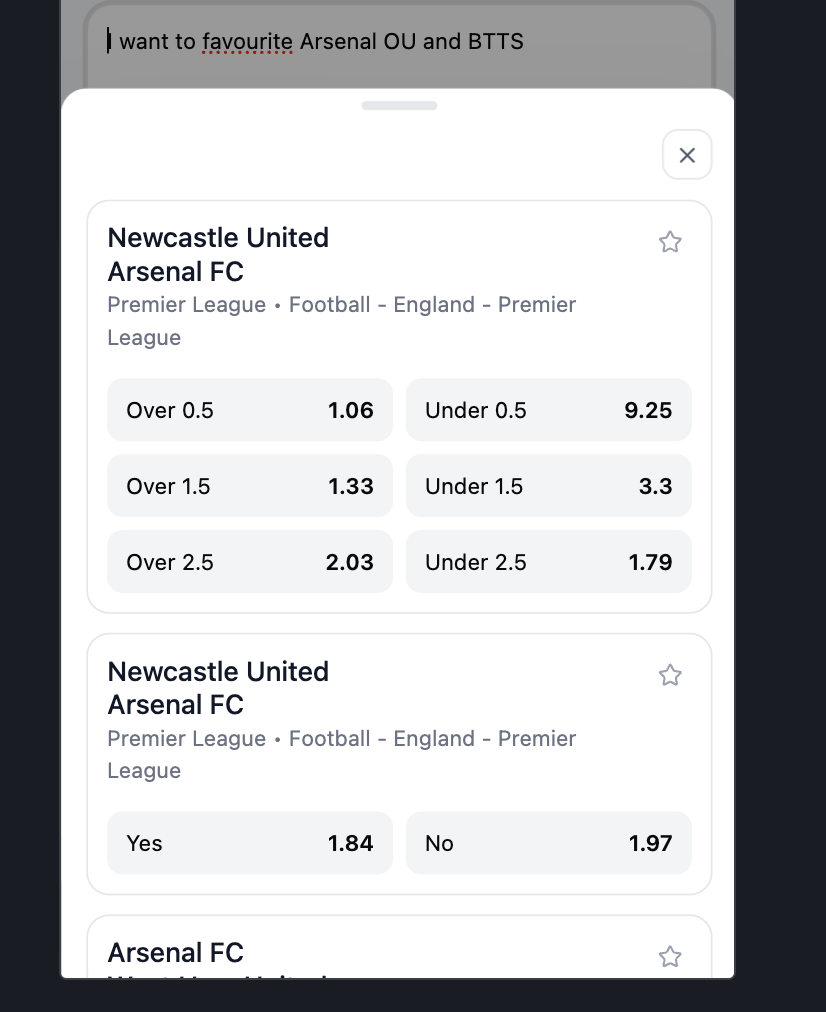 I want to favourite Arsenal OU and BTTS
Newcastle United
Arsenal FC
Premier League • Football - England - Premier
League
Over 0.5 1.06 Under 0.5 9.25
Over 1.5 1.33 Under 1.5 3.3
Over 2.5 2.03 Under 2.5 1.79
Newcastle United
Arsenal FC
Premier League • Football - England - Premier
League
Yes 1.84 No 1.97
Arsenal FC